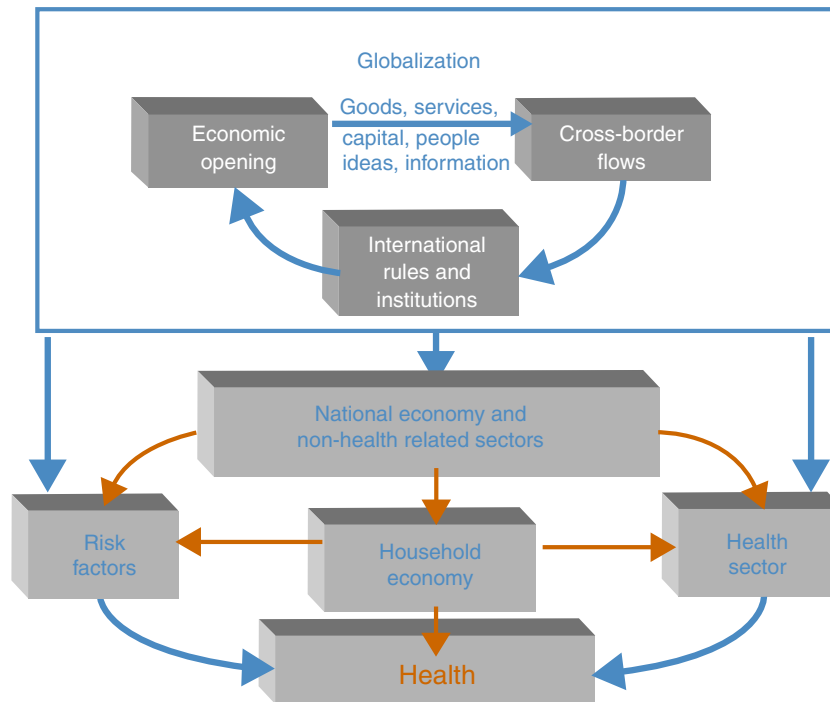 Globalization
Economic
opening
Goods, services,
capital, people
ideas, information
Cross-border
flows
International
rules and
institutions
National economy and
non-health related sectors
Risk
factors
Household
economy
Health
sector
Health